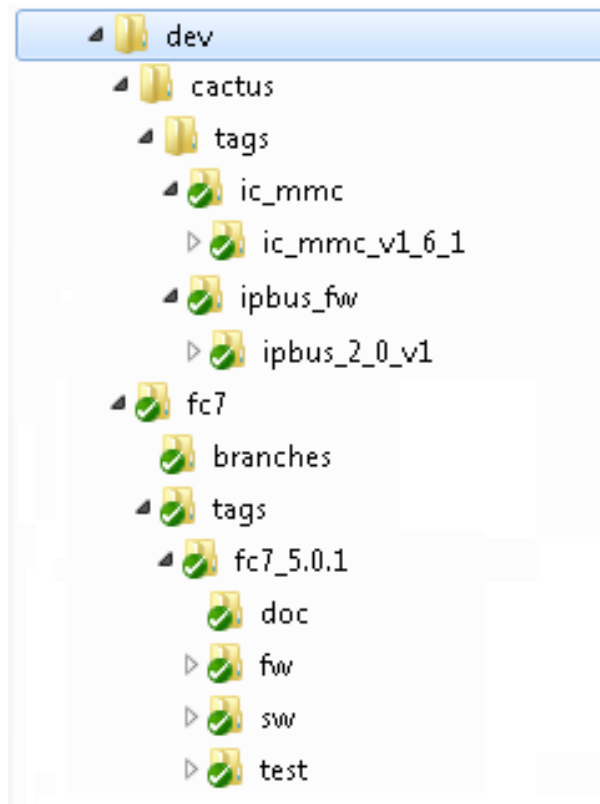 dev
cactus
tags
ic_mmc
ic_mmc_v1_6_1
ipbus_fw
ipbus_2_0_v1
fc7
branches
tags
fc7_5.0.1
doc
fw
sw
test